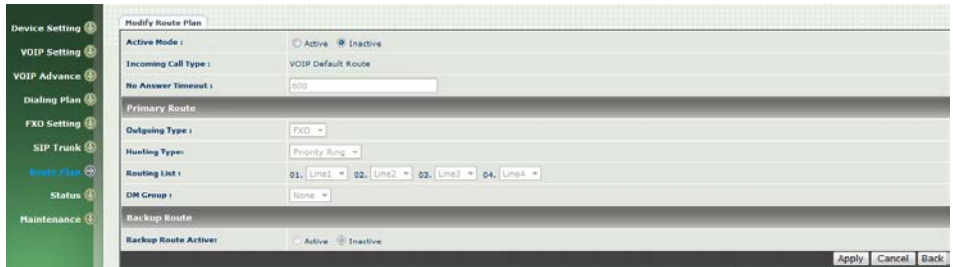 Device Setting
VOIP Setting
VOIP Advance
Dialing Plan
FXO Setting
SIP Trunk
Route Plan
Status
Maintenance
Modify Route Plan
Active Mode : Active Inactive
Incoming Call Type : VOIP Default Route
No Answer Timeout : 600
Primary Route
Outgoing Type : FXO
Hunting Type: Priority Ring
Routing List : 01. Line1 02. Line2 03. Line3 04. Line4
DM Group : None
Backup Route
Backup Route Active: Active Inactive
Apply Cancel Back